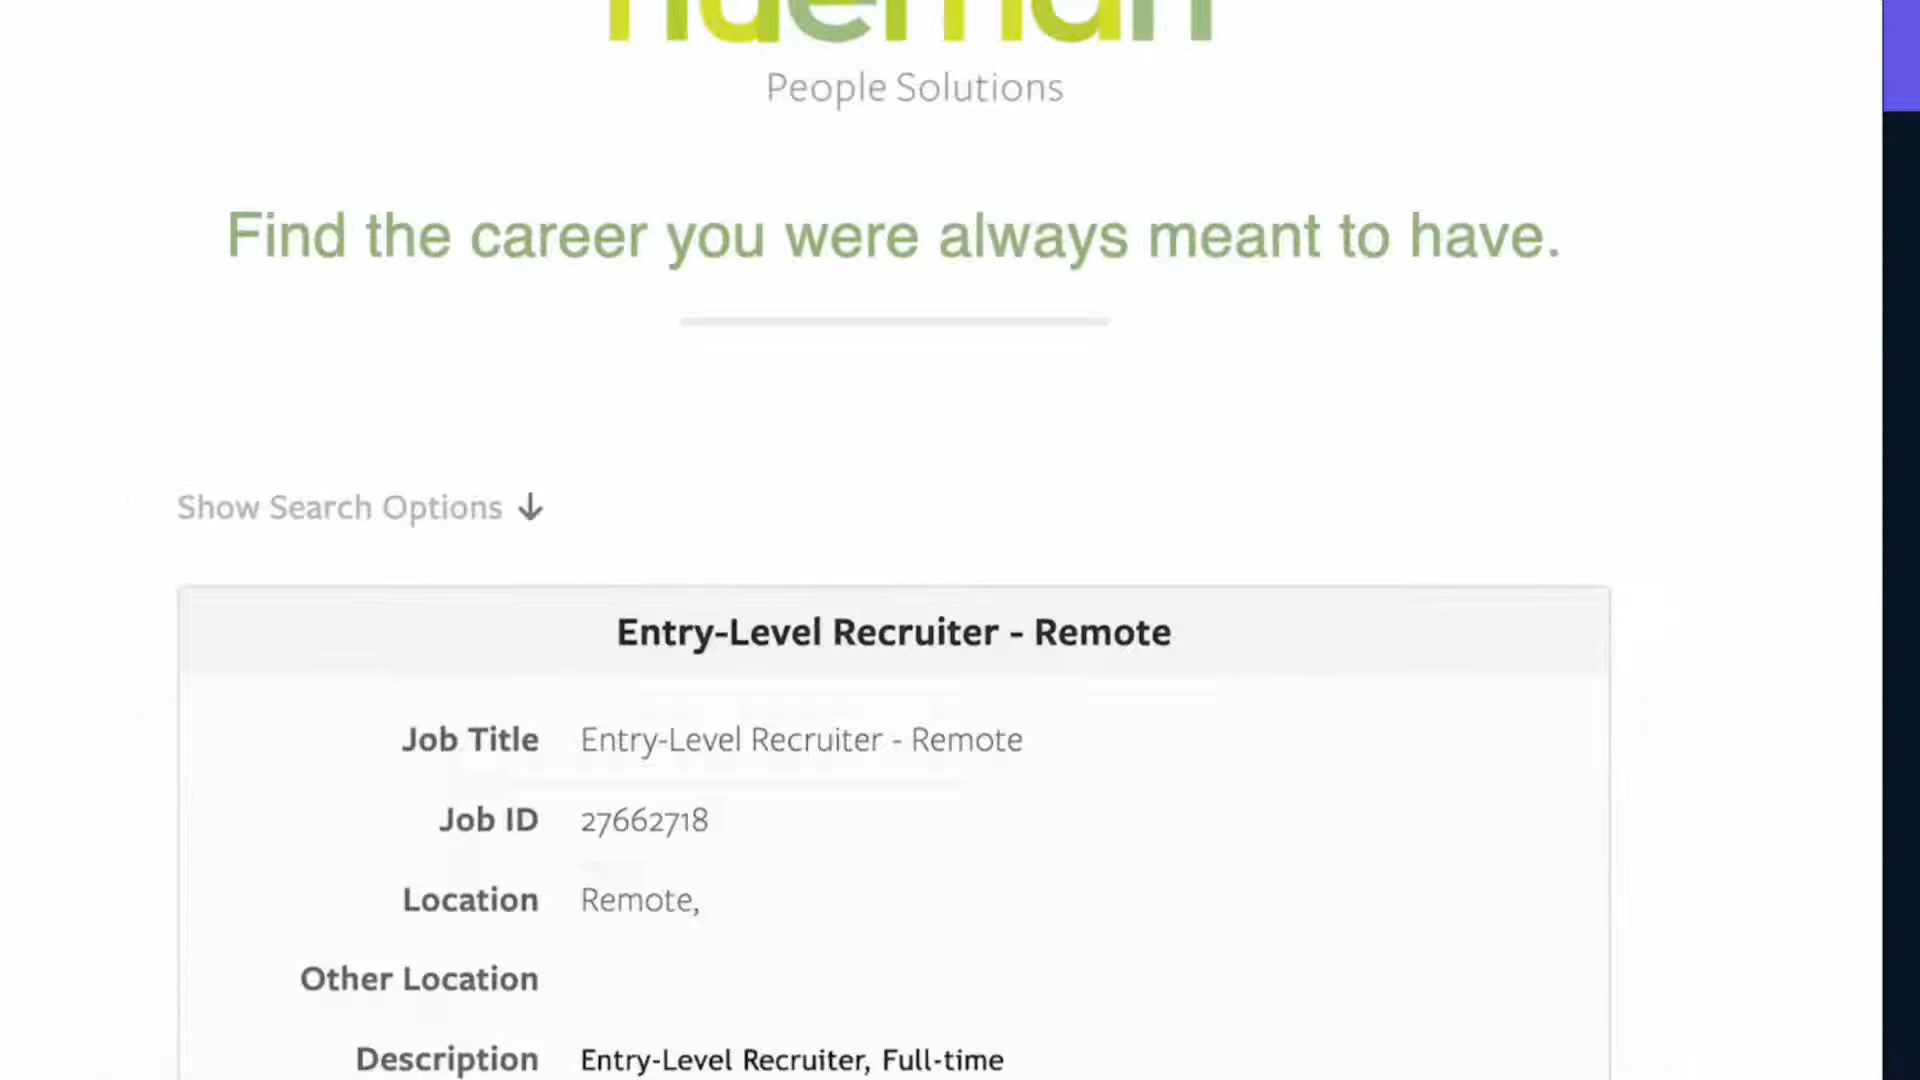 People Solutions
Find the career you were always meant to have.
Show Search Options ↓
Entry-Level Recruiter - Remote
Job Title Entry-Level Recruiter - Remote
Job ID 27662718
Location Remote,
Other Location
Description Entry-Level Recruiter, Full-time